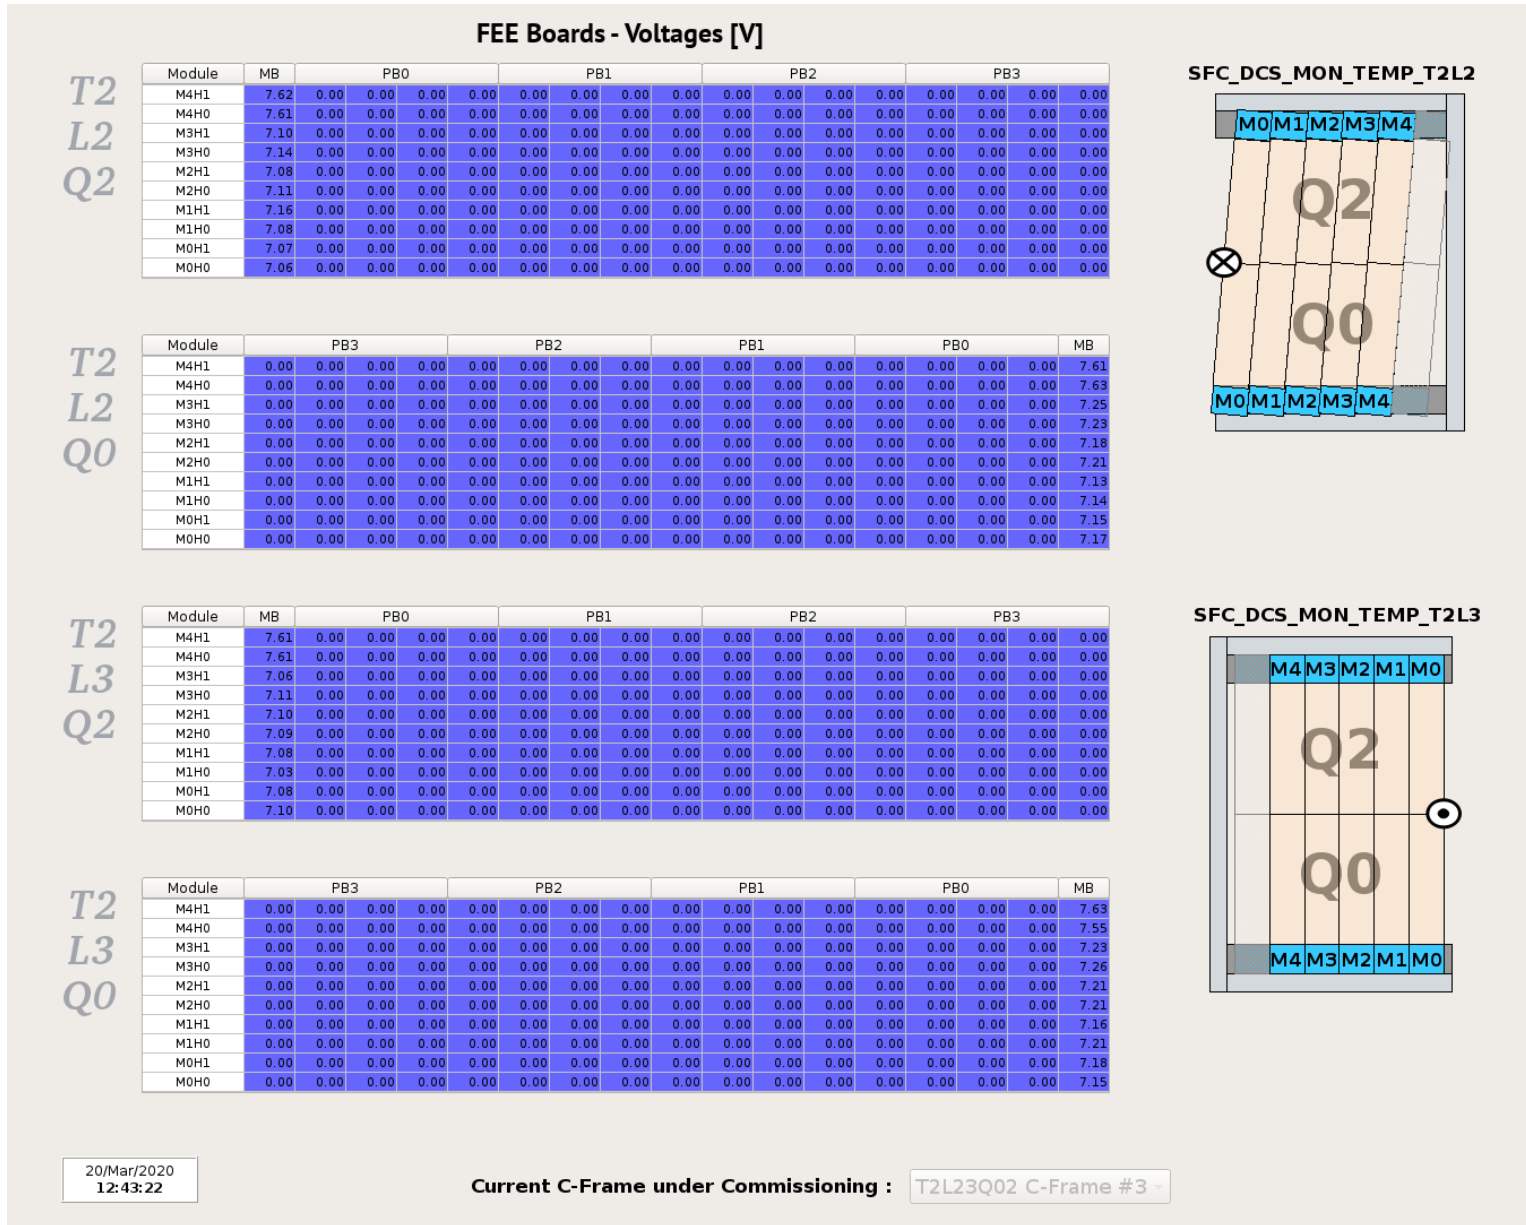 FEE Boards - Voltages [V]
T2
L2
Q2
Module MB PB0 PB1 PB2 PB3
M4H1 7.62 0.00 0.00 0.00 0.00 0.00 0.00 0.00 0.00 0.00 0.00 0.00 0.00 0.00 0.00 0.00 0.00
M4H0 7.61 0.00 0.00 0.00 0.00 0.00 0.00 0.00 0.00 0.00 0.00 0.00 0.00 0.00 0.00 0.00 0.00
M3H1 7.10 0.00 0.00 0.00 0.00 0.00 0.00 0.00 0.00 0.00 0.00 0.00 0.00 0.00 0.00 0.00 0.00
M3H0 7.14 0.00 0.00 0.00 0.00 0.00 0.00 0.00 0.00 0.00 0.00 0.00 0.00 0.00 0.00 0.00 0.00
M2H1 7.08 0.00 0.00 0.00 0.00 0.00 0.00 0.00 0.00 0.00 0.00 0.00 0.00 0.00 0.00 0.00 0.00
M2H0 7.11 0.00 0.00 0.00 0.00 0.00 0.00 0.00 0.00 0.00 0.00 0.00 0.00 0.00 0.00 0.00 0.00
M1H1 7.16 0.00 0.00 0.00 0.00 0.00 0.00 0.00 0.00 0.00 0.00 0.00 0.00 0.00 0.00 0.00 0.00
M1H0 7.08 0.00 0.00 0.00 0.00 0.00 0.00 0.00 0.00 0.00 0.00 0.00 0.00 0.00 0.00 0.00 0.00
M0H1 7.07 0.00 0.00 0.00 0.00 0.00 0.00 0.00 0.00 0.00 0.00 0.00 0.00 0.00 0.00 0.00 0.00
M0H0 7.06 0.00 0.00 0.00 0.00 0.00 0.00 0.00 0.00 0.00 0.00 0.00 0.00 0.00 0.00 0.00 0.00
SFC_DCS_MON_TEMP_T2L2
M0 M1 M2 M3 M4
Q2
Q0
M0 M1 M2 M3 M4
T2
L2
Q0
Module PB3 PB2 PB1 PB0 MB
M4H1 0.00 0.00 0.00 0.00 0.00 0.00 0.00 0.00 0.00 0.00 0.00 0.00 0.00 0.00 0.00 0.00 7.61
M4H0 0.00 0.00 0.00 0.00 0.00 0.00 0.00 0.00 0.00 0.00 0.00 0.00 0.00 0.00 0.00 0.00 7.63
M3H1 0.00 0.00 0.00 0.00 0.00 0.00 0.00 0.00 0.00 0.00 0.00 0.00 0.00 0.00 0.00 0.00 7.25
M3H0 0.00 0.00 0.00 0.00 0.00 0.00 0.00 0.00 0.00 0.00 0.00 0.00 0.00 0.00 0.00 0.00 7.23
M2H1 0.00 0.00 0.00 0.00 0.00 0.00 0.00 0.00 0.00 0.00 0.00 0.00 0.00 0.00 0.00 0.00 7.18
M2H0 0.00 0.00 0.00 0.00 0.00 0.00 0.00 0.00 0.00 0.00 0.00 0.00 0.00 0.00 0.00 0.00 7.21
M1H1 0.00 0.00 0.00 0.00 0.00 0.00 0.00 0.00 0.00 0.00 0.00 0.00 0.00 0.00 0.00 0.00 7.13
M1H0 0.00 0.00 0.00 0.00 0.00 0.00 0.00 0.00 0.00 0.00 0.00 0.00 0.00 0.00 0.00 0.00 7.14
M0H1 0.00 0.00 0.00 0.00 0.00 0.00 0.00 0.00 0.00 0.00 0.00 0.00 0.00 0.00 0.00 0.00 7.15
M0H0 0.00 0.00 0.00 0.00 0.00 0.00 0.00 0.00 0.00 0.00 0.00 0.00 0.00 0.00 0.00 0.00 7.17
T2
L3
Q2
Module MB PB0 PB1 PB2 PB3
M4H1 7.61 0.00 0.00 0.00 0.00 0.00 0.00 0.00 0.00 0.00 0.00 0.00 0.00 0.00 0.00 0.00 0.00
M4H0 7.61 0.00 0.00 0.00 0.00 0.00 0.00 0.00 0.00 0.00 0.00 0.00 0.00 0.00 0.00 0.00 0.00
M3H1 7.06 0.00 0.00 0.00 0.00 0.00 0.00 0.00 0.00 0.00 0.00 0.00 0.00 0.00 0.00 0.00 0.00
M3H0 7.11 0.00 0.00 0.00 0.00 0.00 0.00 0.00 0.00 0.00 0.00 0.00 0.00 0.00 0.00 0.00 0.00
M2H1 7.10 0.00 0.00 0.00 0.00 0.00 0.00 0.00 0.00 0.00 0.00 0.00 0.00 0.00 0.00 0.00 0.00
M2H0 7.09 0.00 0.00 0.00 0.00 0.00 0.00 0.00 0.00 0.00 0.00 0.00 0.00 0.00 0.00 0.00 0.00
M1H1 7.08 0.00 0.00 0.00 0.00 0.00 0.00 0.00 0.00 0.00 0.00 0.00 0.00 0.00 0.00 0.00 0.00
M1H0 7.03 0.00 0.00 0.00 0.00 0.00 0.00 0.00 0.00 0.00 0.00 0.00 0.00 0.00 0.00 0.00 0.00
M0H1 7.08 0.00 0.00 0.00 0.00 0.00 0.00 0.00 0.00 0.00 0.00 0.00 0.00 0.00 0.00 0.00 0.00
M0H0 7.10 0.00 0.00 0.00 0.00 0.00 0.00 0.00 0.00 0.00 0.00 0.00 0.00 0.00 0.00 0.00 0.00
SFC_DCS_MON_TEMP_T2L3
M4 M3 M2 M1 M0
Q2
Q0
M4 M3 M2 M1 M0
T2
L3
Q0
Module PB3 PB2 PB1 PB0 MB
M4H1 0.00 0.00 0.00 0.00 0.00 0.00 0.00 0.00 0.00 0.00 0.00 0.00 0.00 0.00 0.00 0.00 7.63
M4H0 0.00 0.00 0.00 0.00 0.00 0.00 0.00 0.00 0.00 0.00 0.00 0.00 0.00 0.00 0.00 0.00 7.55
M3H1 0.00 0.00 0.00 0.00 0.00 0.00 0.00 0.00 0.00 0.00 0.00 0.00 0.00 0.00 0.00 0.00 7.23
M3H0 0.00 0.00 0.00 0.00 0.00 0.00 0.00 0.00 0.00 0.00 0.00 0.00 0.00 0.00 0.00 0.00 7.26
M2H1 0.00 0.00 0.00 0.00 0.00 0.00 0.00 0.00 0.00 0.00 0.00 0.00 0.00 0.00 0.00 0.00 7.21
M2H0 0.00 0.00 0.00 0.00 0.00 0.00 0.00 0.00 0.00 0.00 0.00 0.00 0.00 0.00 0.00 0.00 7.21
M1H1 0.00 0.00 0.00 0.00 0.00 0.00 0.00 0.00 0.00 0.00 0.00 0.00 0.00 0.00 0.00 0.00 7.16
M1H0 0.00 0.00 0.00 0.00 0.00 0.00 0.00 0.00 0.00 0.00 0.00 0.00 0.00 0.00 0.00 0.00 7.21
M0H1 0.00 0.00 0.00 0.00 0.00 0.00 0.00 0.00 0.00 0.00 0.00 0.00 0.00 0.00 0.00 0.00 7.18
M0H0 0.00 0.00 0.00 0.00 0.00 0.00 0.00 0.00 0.00 0.00 0.00 0.00 0.00 0.00 0.00 0.00 7.15
20/Mar/2020
12:43:22
Current C-Frame under Commissioning : T2L23Q02 C-Frame #3